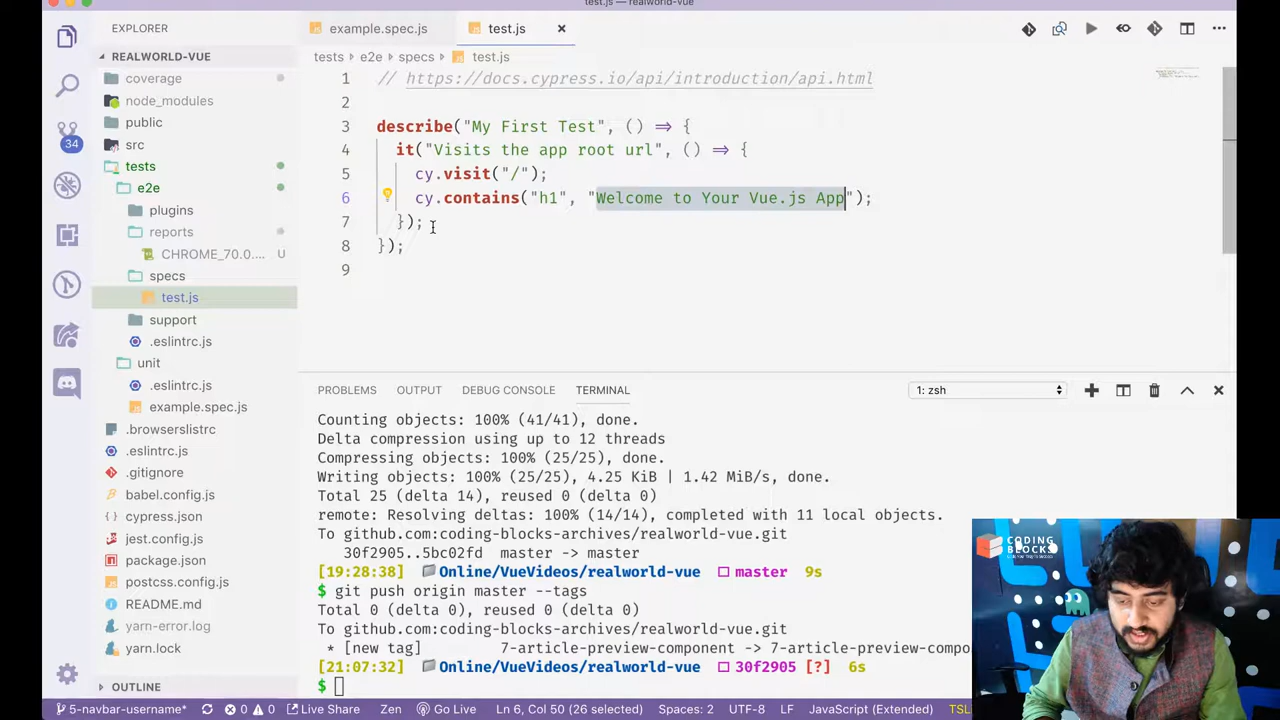 test.js — realworld-vue
EXPLORER
example.spec.js
test.js
REALWORLD-VUE
tests > e2e > specs > test.js
coverage
node_modules
public
src
tests
e2e
plugins
reports
CHROME_70.0.... U
specs
test.js
support
.eslintrc.js
unit
.eslintrc.js
example.spec.js
.browserslistrc
.eslintrc.js
.gitignore
babel.config.js
cypress.json
jest.config.js
package.json
postcss.config.js
README.md
yarn-error.log
yarn.lock
OUTLINE
34
1 // https://docs.cypress.io/api/introduction/api.html
2
3 describe("My First Test", () => {
4 it("Visits the app root url", () => {
5 cy.visit("/");
6 cy.contains("h1", "Welcome to Your Vue.js App");
7 });
8 });
9
PROBLEMS OUTPUT DEBUG CONSOLE TERMINAL 1: zsh
Counting objects: 100% (41/41), done.
Delta compression using up to 12 threads
Compressing objects: 100% (25/25), done.
Writing objects: 100% (25/25), 4.25 KiB | 1.42 MiB/s, done.
Total 25 (delta 14), reused 0 (delta 0)
remote: Resolving deltas: 100% (14/14), completed with 11 local objects.
To github.com:coding-blocks-archives/realworld-vue.git
30f2905..5bc02fd master -> master
[19:28:38] Online/VueVideos/realworld-vue master 9s
$ git push origin master --tags
Total 0 (delta 0), reused 0 (delta 0)
To github.com:coding-blocks-archives/realworld-vue.git
* [new tag] 7-article-preview-component -> 7-article-preview-compo
[21:07:32] Online/VueVideos/realworld-vue 30f2905 [?] 6s
$
CODING
BLOCKS
5-navbar-username* 0 0 Live Share Zen Go Live Ln 6, Col 50 (26 selected) Spaces: 2 UTF-8 LF JavaScript (Extended) TSL